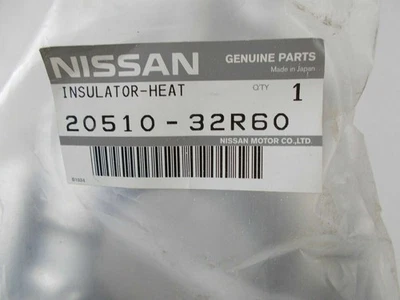 NISSAN GENUINE PARTS
Made in Japan
INSULATOR-HEAT QTY 1
20510-32R60
NISSAN MOTOR CO.,LTD.